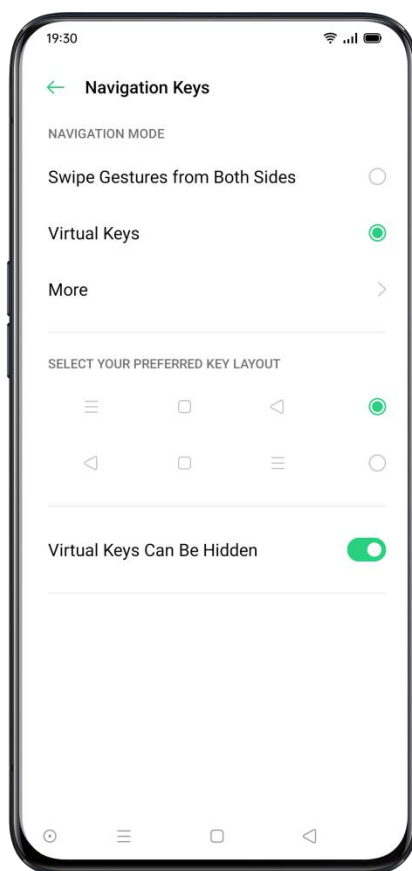 19:30
Navigation Keys
NAVIGATION MODE
Swipe Gestures from Both Sides
Virtual Keys
More
SELECT YOUR PREFERRED KEY LAYOUT
Virtual Keys Can Be Hidden